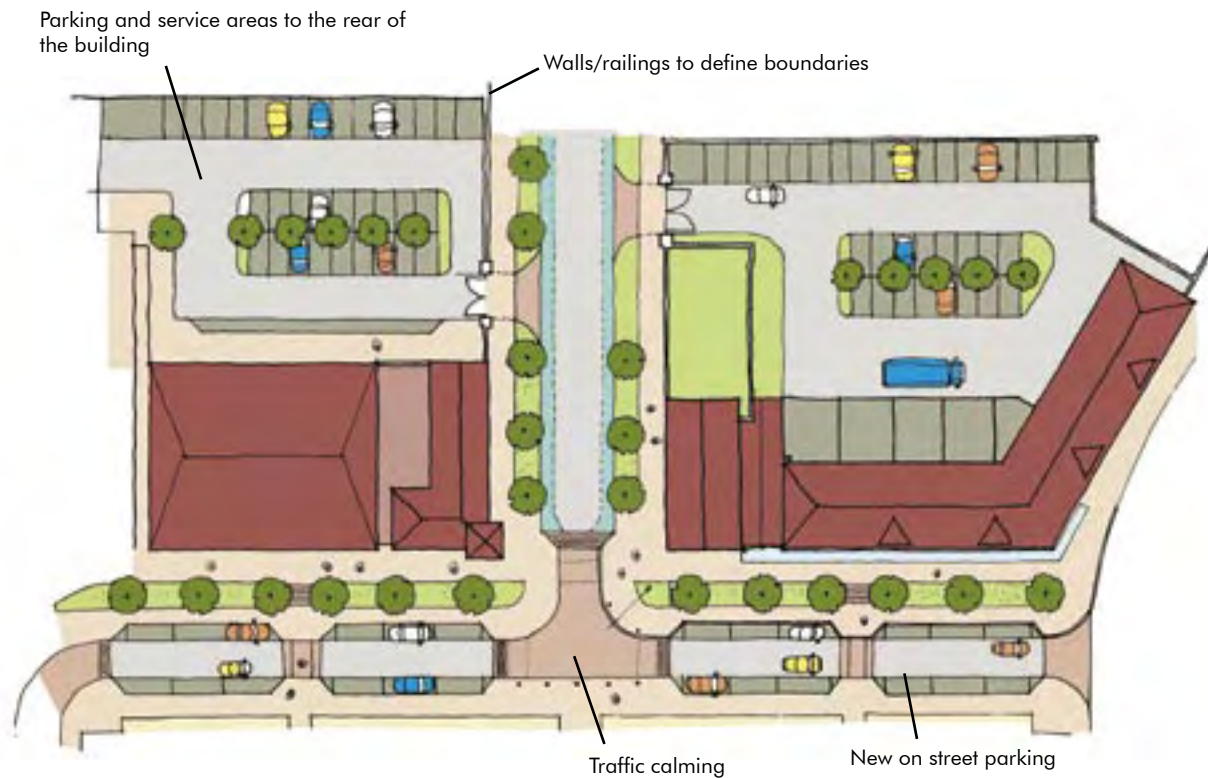 Parking and service areas to the rear of
the building
Walls/railings to define boundaries
Traffic calming
New on street parking